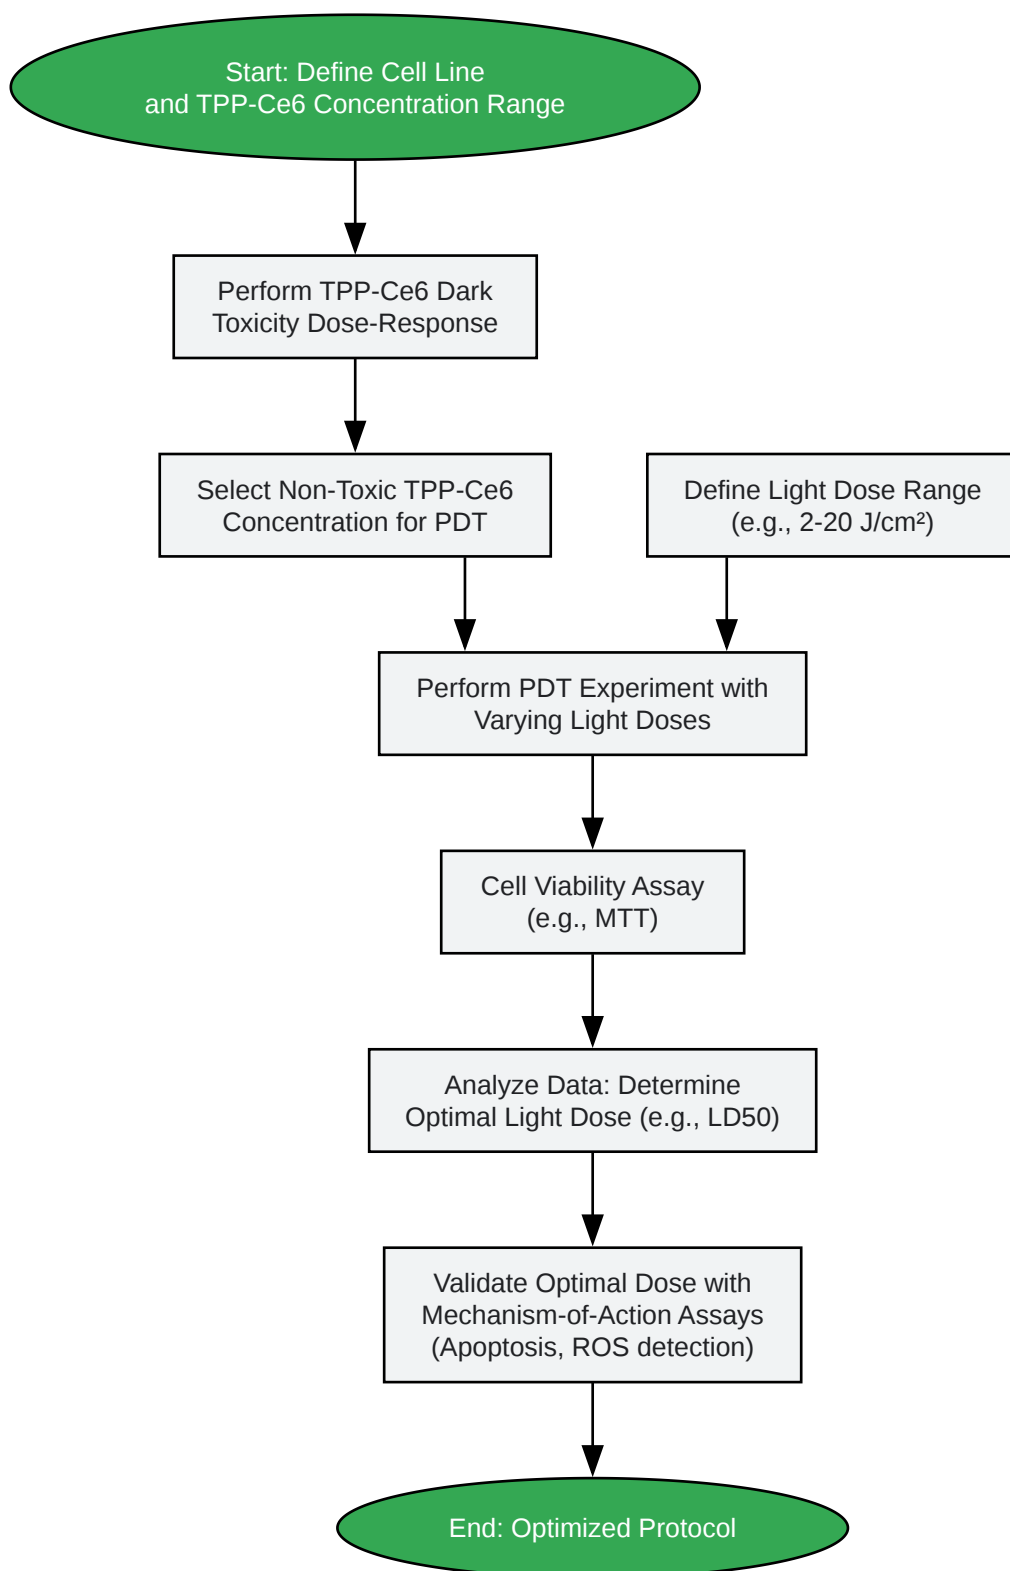 Start: Define Cell Line
and TPP-Ce6 Concentration Range
Perform TPP-Ce6 Dark
Toxicity Dose-Response
Select Non-Toxic TPP-Ce6
Concentration for PDT
Define Light Dose Range
(e.g., 2-20 J/cm²)
Perform PDT Experiment with
Varying Light Doses
Cell Viability Assay
(e.g., MTT)
Analyze Data: Determine
Optimal Light Dose (e.g., LD50)
Validate Optimal Dose with
Mechanism-of-Action Assays
(Apoptosis, ROS detection)
End: Optimized Protocol